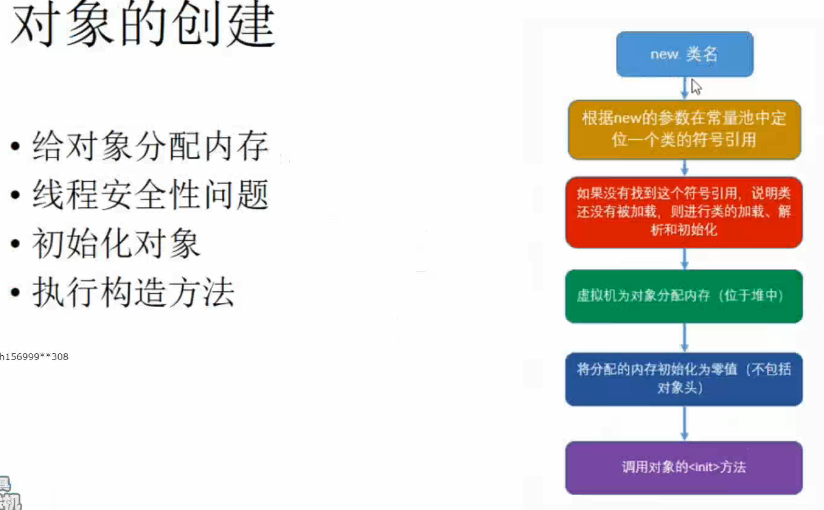 对象的创建
• 给对象分配内存
• 线程安全性问题
• 初始化对象
• 执行构造方法
h156999**308
new 类名
根据new的参数在常量池中定
位一个类的符号引用
如果没有找到这个符号引用，说明类
还没有被加载，则进行类的加载、解
析和初始化
虚拟机为对象分配内存（位于堆中）
将分配的内存初始化为零值（不包括
对象头）
调用对象的<init>方法